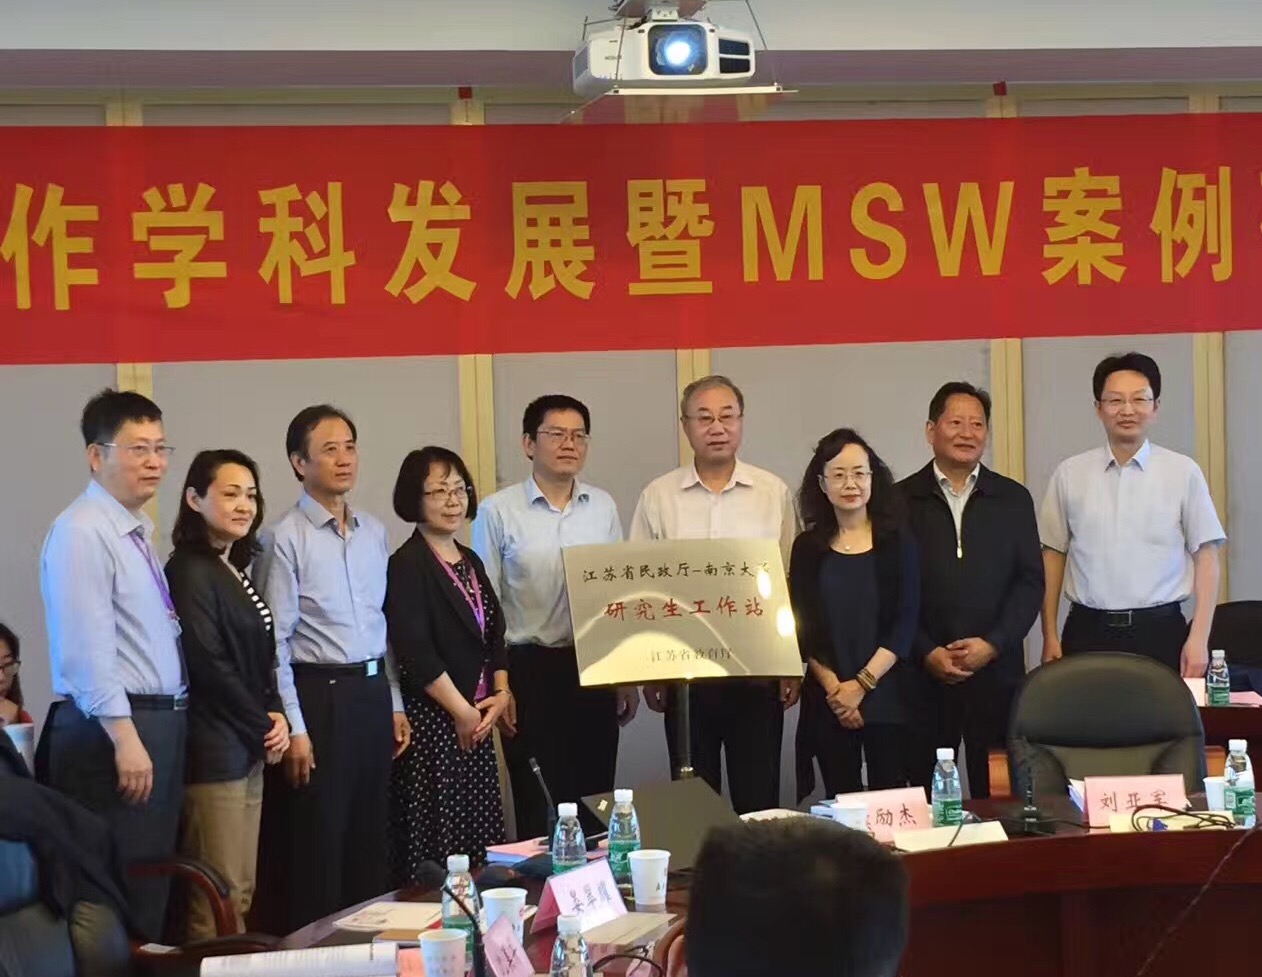 作学科发展暨MSW案例
江苏省民政厅-南京大
研究生工作站
江苏省教育厅
励杰
刘亚军